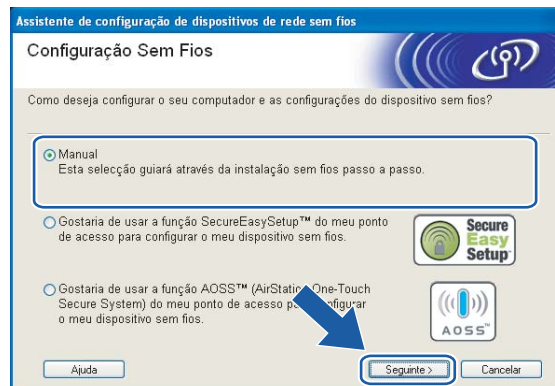 Assistente de configuração de dispositivos de rede sem fios
Configuração Sem Fios
Como deseja configurar o seu computador e as configurações do dispositivo sem fios?
Manual
Esta selecção guiará através da instalação sem fios passo a passo.
Gostaria de usar a função SecureEasySetup™ do meu ponto
de acesso para configurar o meu dispositivo sem fios.
Secure
Easy
Setup
Gostaria de usar a função AOSS™ (AirStation One-Touch
Secure System) do meu ponto de acesso
o meu dispositivo sem fios.
AOSS™
Ajuda
Seguinte >
Cancelar